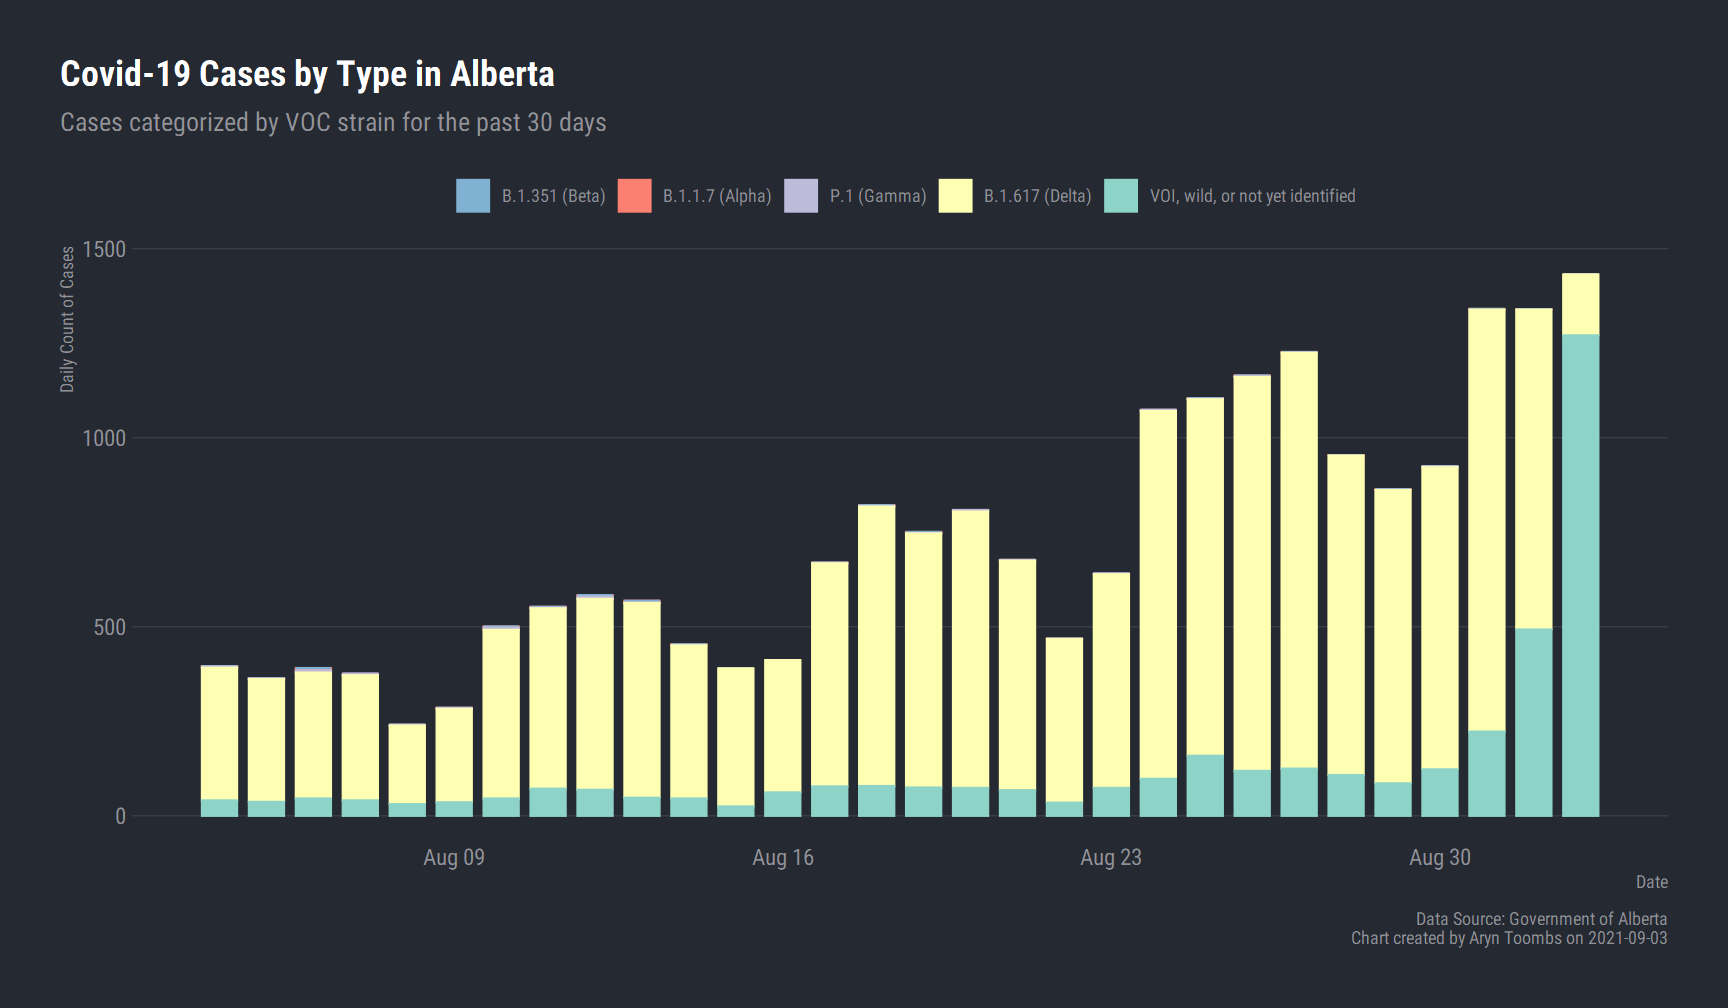 Covid-19 Cases by Type in Alberta
Cases categorized by VOC strain for the past 30 days
B.1.351 (Beta)
B.1.1.7 (Alpha)
P.1 (Gamma)
B.1.617 (Delta)
VOI, wild, or not yet identified
Daily Count of Cases
1500
1000
500
0
Aug 09
Aug 16
Aug 23
Aug 30
Date
Data Source: Government of Alberta
Chart created by Aryn Toombs on 2021-09-03